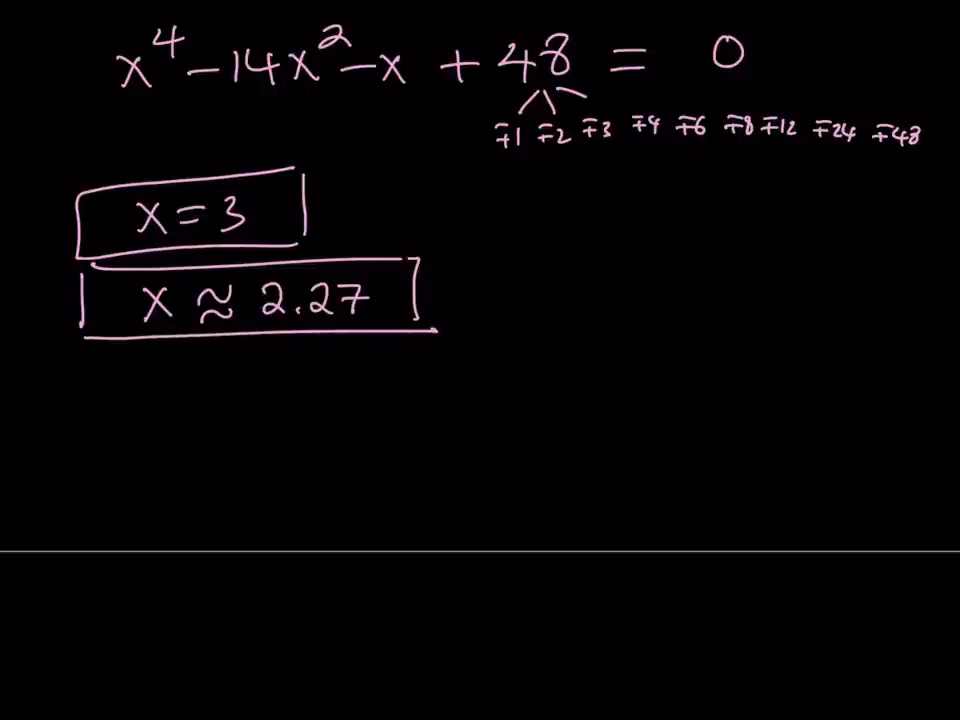 x⁴ - 14x² - x + 48 = 0
∓1 ∓2 ∓3 ∓4 ∓6 ∓8 ∓12 ∓24 ∓48
x = 3
x ≈ 2.27